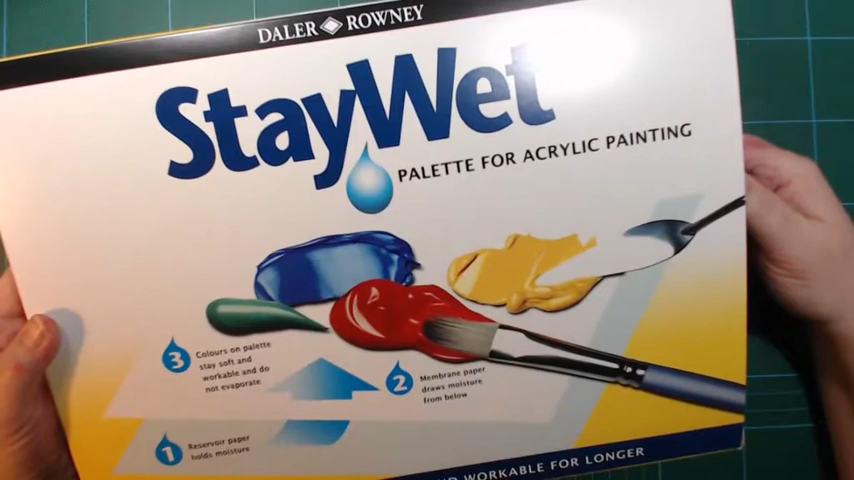 DALER ROWNEY
StayWet
PALETTE FOR ACRYLIC PAINTING
3
Colours on palette
stay soft and
workable and do
not evaporate
2
Membrane paper
draws moisture
from below
1
Reservoir paper
holds moisture
WORKABLE FOR LONGER